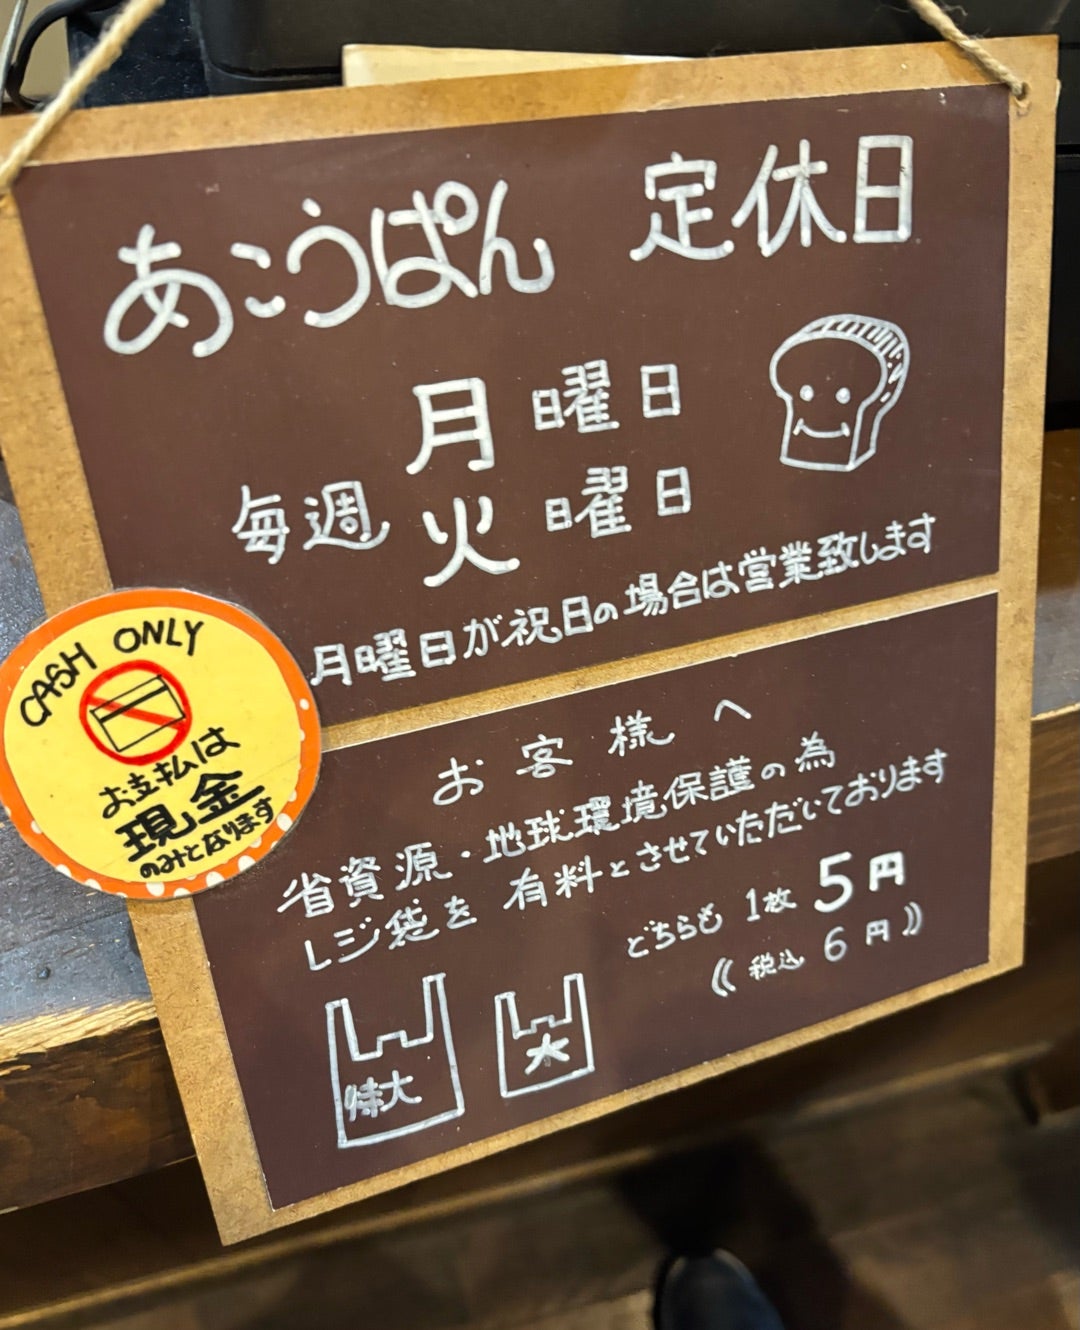 あこうぱん 定休日
毎週 月曜日
火曜日
月曜日が祝日の場合は営業致します
CASH ONLY
お支払は
現金
のみとなります
お客様へ
省資源・地球環境保護の為
レジ袋を有料とさせていただいております
どちらも 1枚 5円
《税込 6円》
特大
大